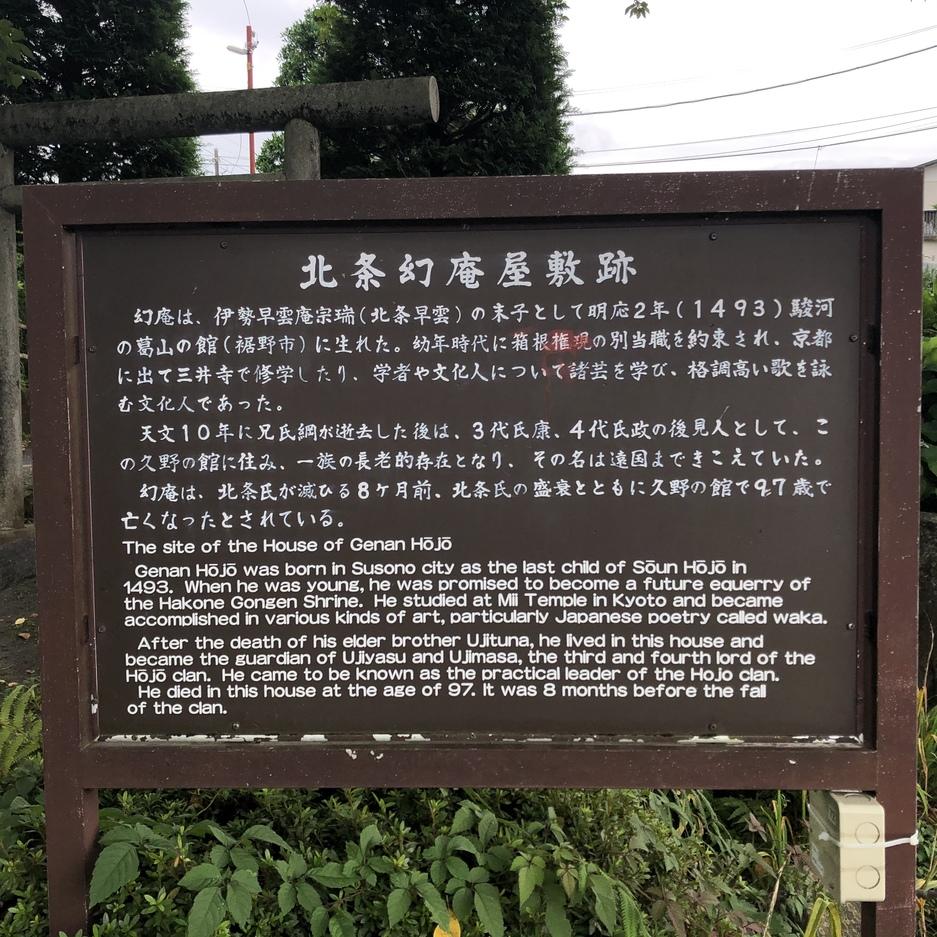 北条幻庵屋敷跡
幻庵は、伊勢早雲庵宗瑞(北条早雲)の末子として明応2年(1493)駿河
の葛山の館(裾野市)に生れた。幼年時代に箱根権現の別当職を約束され、京都
に出て三井寺で修学したり、学者や文化人について諸芸を学び、格調高い歌を詠
む文化人であった。
天文10年に兄氏綱が逝去した後は、3代氏康、4代氏政の後見人として、こ
の久野の館に住み、一族の長老的存在となり、その名は遠国まできこえていた。
幻庵は、北条氏が滅びる8ケ月前、北条氏の盛衰とともに久野の館で97歳で
亡くなったとされている。
The site of the House of Genan Hōjō
Genan Hōjō was born in Susono city as the last child of Sōun Hōjō in
1493. When he was young, he was promised to become a future equerry of
the Hakone Gongen Shrine. He studied at Mii Temple in Kyoto and became
accomplished in various kinds of art, particularly Japanese poetry called waka.
After the death of his elder brother Ujituna, he lived in this house and
became the guardian of Ujiyasu and Ujimasa, the third and fourth lord of the
Hōjō clan. He came to be known as the practical leader of the Hojo clan.
He died in this house at the age of 97. It was 8 months before the fall
of the clan.